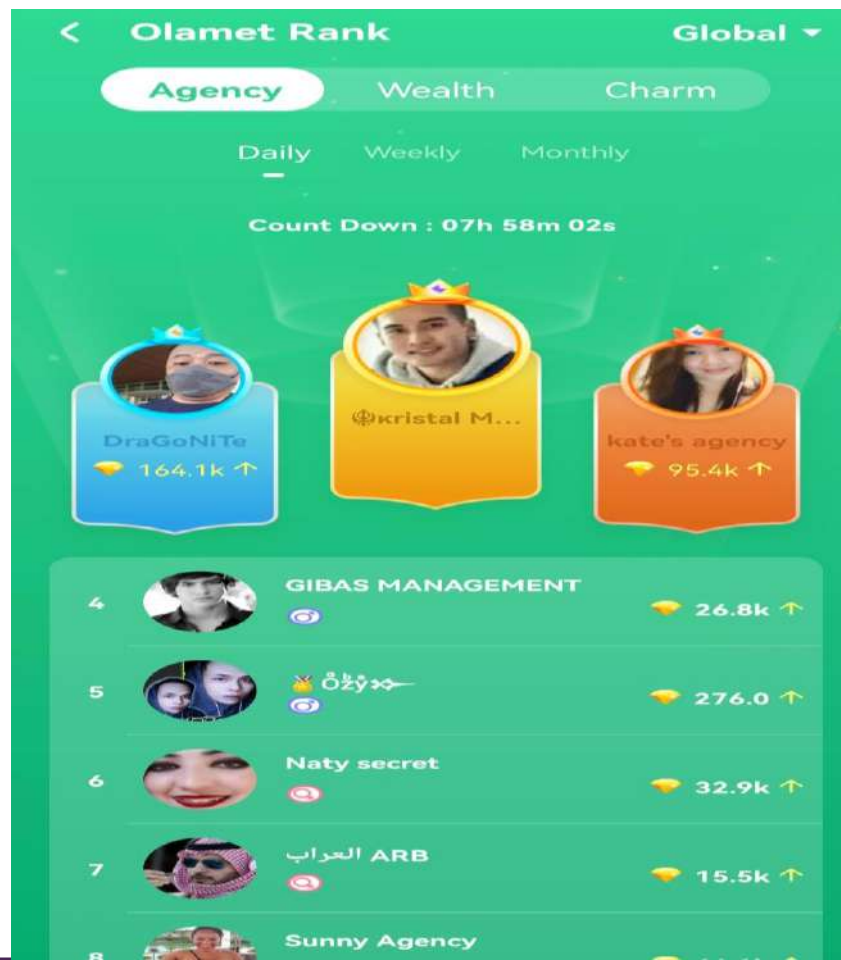 Olamet Rank Global
Agency Wealth Charm
Daily Weekly Monthly
Count Down : 07h 58m 02s
DraGoNiTe
164.1k ↑
☬ĸristal M...
kate's agency
95.4k ↑
4 GIBAS MANAGEMENT
26.8k ↑
5 🏅Öžÿ
276.0 ↑
6 Naty secret
32.9k ↑
7 العراب ARB
15.5k ↑
8 Sunny Agency